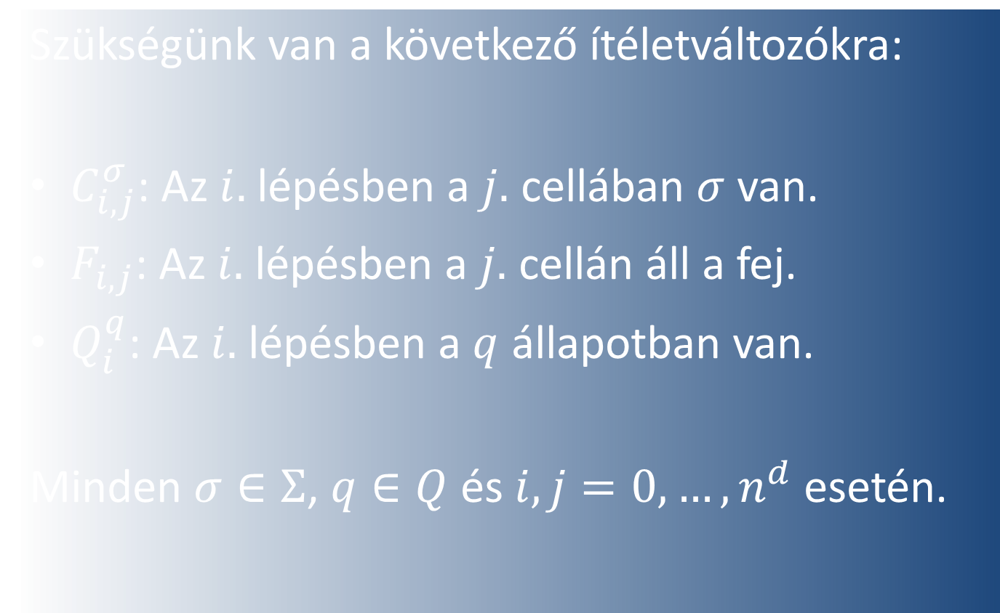 Szükségünk van a következő ítéletváltozókra:
• $C_{i,j}^{\sigma}$: Az $i$. lépésben a $j$. cellában $\sigma$ van.
• $F_{i,j}$: Az $i$. lépésben a $j$. cellán áll a fej.
• $Q_{i}^{q}$: Az $i$. lépésben a $q$ állapotban van.
Minden $\sigma \in \Sigma$, $q \in Q$ és $i, j = 0, \ldots, n^{d}$ esetén.